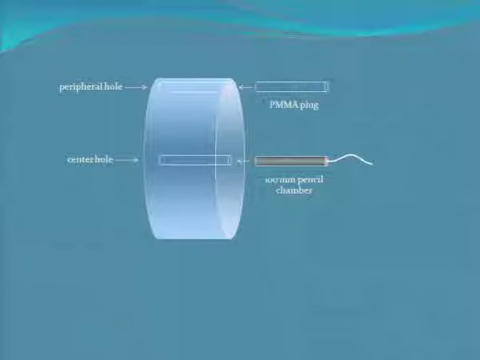 peripheral hole
PMMA plug
center hole
100 mm pencil
chamber